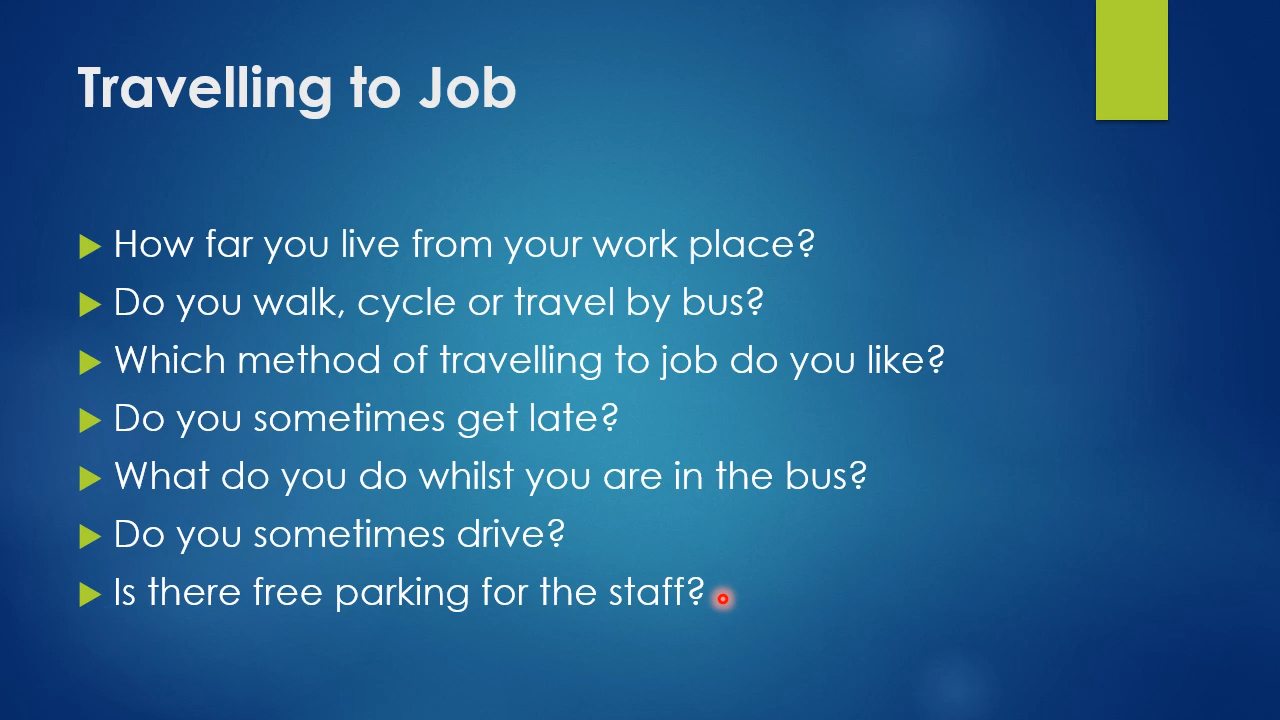 Travelling to Job
How far you live from your work place?
Do you walk, cycle or travel by bus?
Which method of travelling to job do you like?
Do you sometimes get late?
What do you do whilst you are in the bus?
Do you sometimes drive?
Is there free parking for the staff?